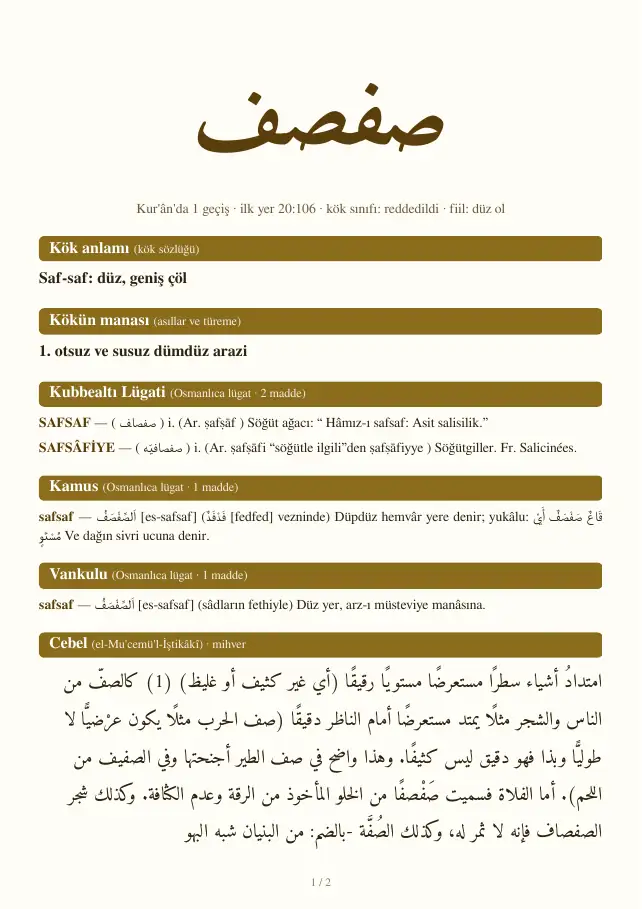 صفصف
Kur'ân'da 1 geçiş · ilk yer 20:106 · kök sınıfı: reddedildi · fiil: düz ol
Kök anlamı (kök sözlüğü)
Saf-saf: düz, geniş çöl
Kökün manası (asıllar ve türeme)
1. otsuz ve susuz dümdüz arazi
Kubbealtı Lügati (Osmanlıca lügat · 2 madde)
SAFSAF — ( صفصاف ) i. (Ar. ṣafṣāf ) Söğüt ağacı: “ Hâmız-ı safsaf: Asit salisilik.”
SAFSÂFİYE — ( صفصافيّه ) i. (Ar. ṣafṣāfі “söğütle ilgili”den ṣafṣāfiyye ) Söğütgiller. Fr. Salicinées.
Kamus (Osmanlıca lügat · 1 madde)
safsaf — اَلصَّفْصَفُ [es-safsaf] (فَدْفَدٌ [fedfed] vezninde) Düpdüz hemvâr yere denir; yukâlu: قَاعٌ صَفْصَفٌ أَيْ
مُسْتَوٍ Ve dağın sivri ucuna denir.
Vankulu (Osmanlıca lügat · 1 madde)
safsaf — اَلصَّفْصَفُ [es-safsaf] (sâdların fethiyle) Düz yer, arz-ı müsteviye manâsına.
Cebel (el-Mu'cemü'l-İştikâkî) · mihver
امتدادُ أشياء سطرًا مستعرضًا مستويًا رقيقًا (أي غير كثيف أو غليظ) (1) كالصفّ من
الناس والشجر مثلًا يمتد مستعرضًا أمام الناظر دقيقًا (صف الحرب مثلًا يكون عرْضيًّا لا
طوليًّا وبذا فهو دقيق ليس كثيفًا. وهذا واضح في صف الطير أجنحتها وفي الصفيف من
اللحم). أما الفلاة فسميت صَفْصفًا من الخلو المأخوذ من الرقة وعدم الكثافة. وكذلك شجر
الصفصاف فإنه لا ثمر له، وكذلك الصُفَّة -بالضم: من البنيان شبه البهو
1 / 2